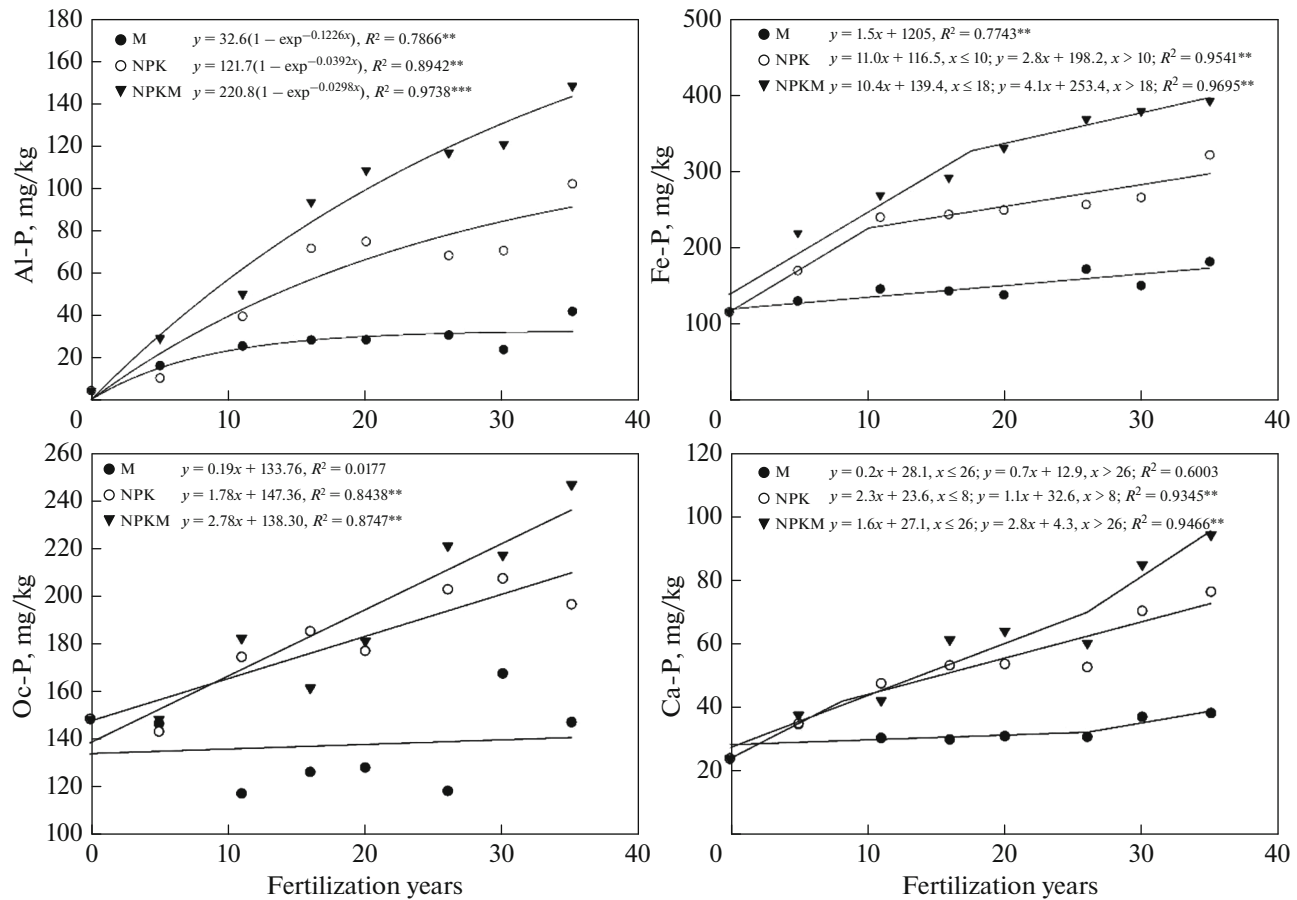 Al-P, mg/kg
180
160
140
120
100
80
60
40
20
0
10
20
30
40
M y = 32.6(1 – exp^{–0.1226x}), R² = 0.7866**
NPK y = 121.7(1 – exp^{–0.0392x}), R² = 0.8942**
NPKM y = 220.8(1 – exp^{–0.0298x}), R² = 0.9738***
Fe-P, mg/kg
500
400
300
200
100
0
10
20
30
40
M y = 1.5x + 1205, R² = 0.7743**
NPK y = 11.0x + 116.5, x ≤ 10; y = 2.8x + 198.2, x > 10; R² = 0.9541**
NPKM y = 10.4x + 139.4, x ≤ 18; y = 4.1x + 253.4, x > 18; R² = 0.9695**
Oc-P, mg/kg
260
240
220
200
180
160
140
120
100
0
10
20
30
40
M y = 0.19x + 133.76, R² = 0.0177
NPK y = 1.78x + 147.36, R² = 0.8438**
NPKM y = 2.78x + 138.30, R² = 0.8747**
Fertilization years
Ca-P, mg/kg
120
100
80
60
40
20
0
10
20
30
40
M y = 0.2x + 28.1, x ≤ 26; y = 0.7x + 12.9, x > 26; R² = 0.6003
NPK y = 2.3x + 23.6, x ≤ 8; y = 1.1x + 32.6, x > 8; R² = 0.9345**
NPKM y = 1.6x + 27.1, x ≤ 26; y = 2.8x + 4.3, x > 26; R² = 0.9466**
Fertilization years